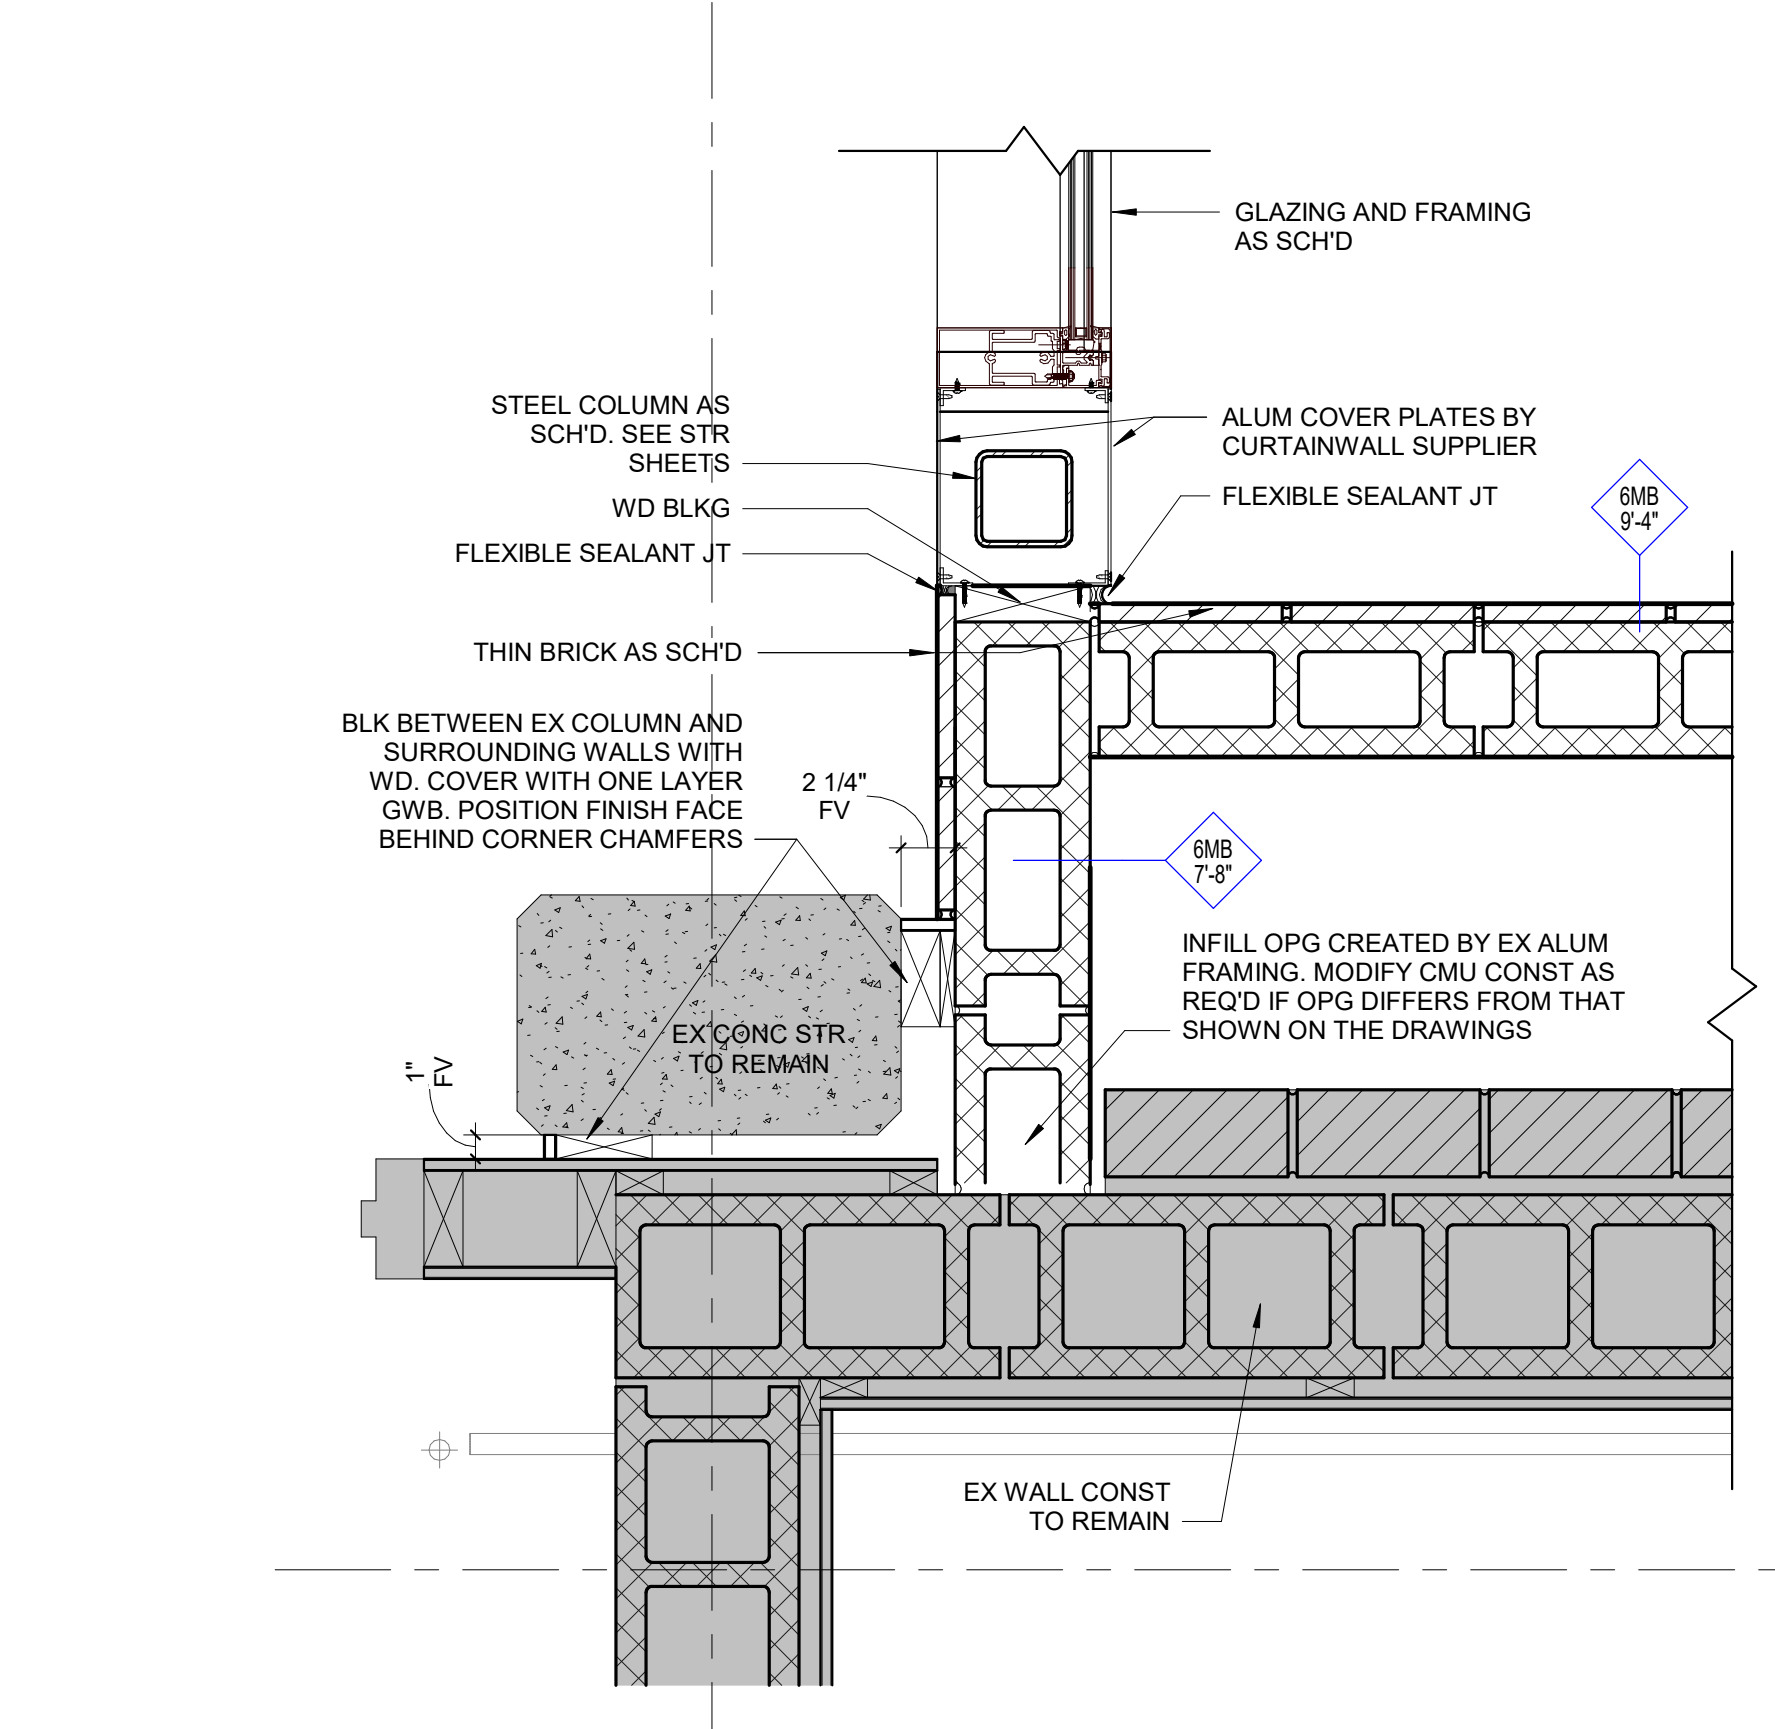 GLAZING AND FRAMING
AS SCH'D
STEEL COLUMN AS
SCH'D. SEE STR
SHEETS
ALUM COVER PLATES BY
CURTAINWALL SUPPLIER
WD BLKG
FLEXIBLE SEALANT JT
6MB
9'-4"
FLEXIBLE SEALANT JT
THIN BRICK AS SCH'D
BLK BETWEEN EX COLUMN AND
SURROUNDING WALLS WITH
WD. COVER WITH ONE LAYER
GWB. POSITION FINISH FACE
BEHIND CORNER CHAMFERS
2 1/4"
FV
6MB
7'-8"
INFILL OPG CREATED BY EX ALUM
FRAMING. MODIFY CMU CONST AS
REQ'D IF OPG DIFFERS FROM THAT
SHOWN ON THE DRAWINGS
EX CONC STR
TO REMAIN
1"
FV
EX WALL CONST
TO REMAIN